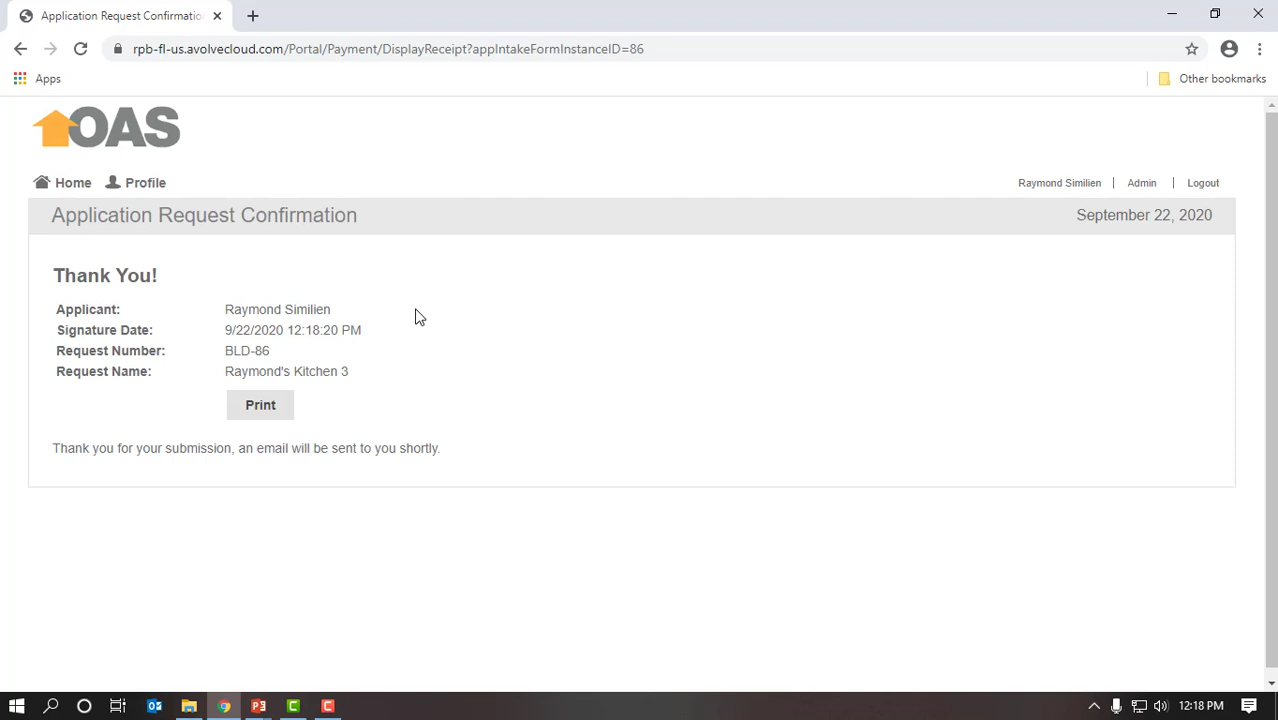 Application Request Confirmatio
rpb-fl-us.avolvecloud.com/Portal/Payment/DisplayReceipt?appIntakeFormInstanceID=86
Apps
Other bookmarks
OAS
Home
Profile
Raymond Similien | Admin | Logout
Application Request Confirmation
September 22, 2020
Thank You!
Applicant: Raymond Similien
Signature Date: 9/22/2020 12:18:20 PM
Request Number: BLD-86
Request Name: Raymond's Kitchen 3
Print
Thank you for your submission, an email will be sent to you shortly.
12:18 PM